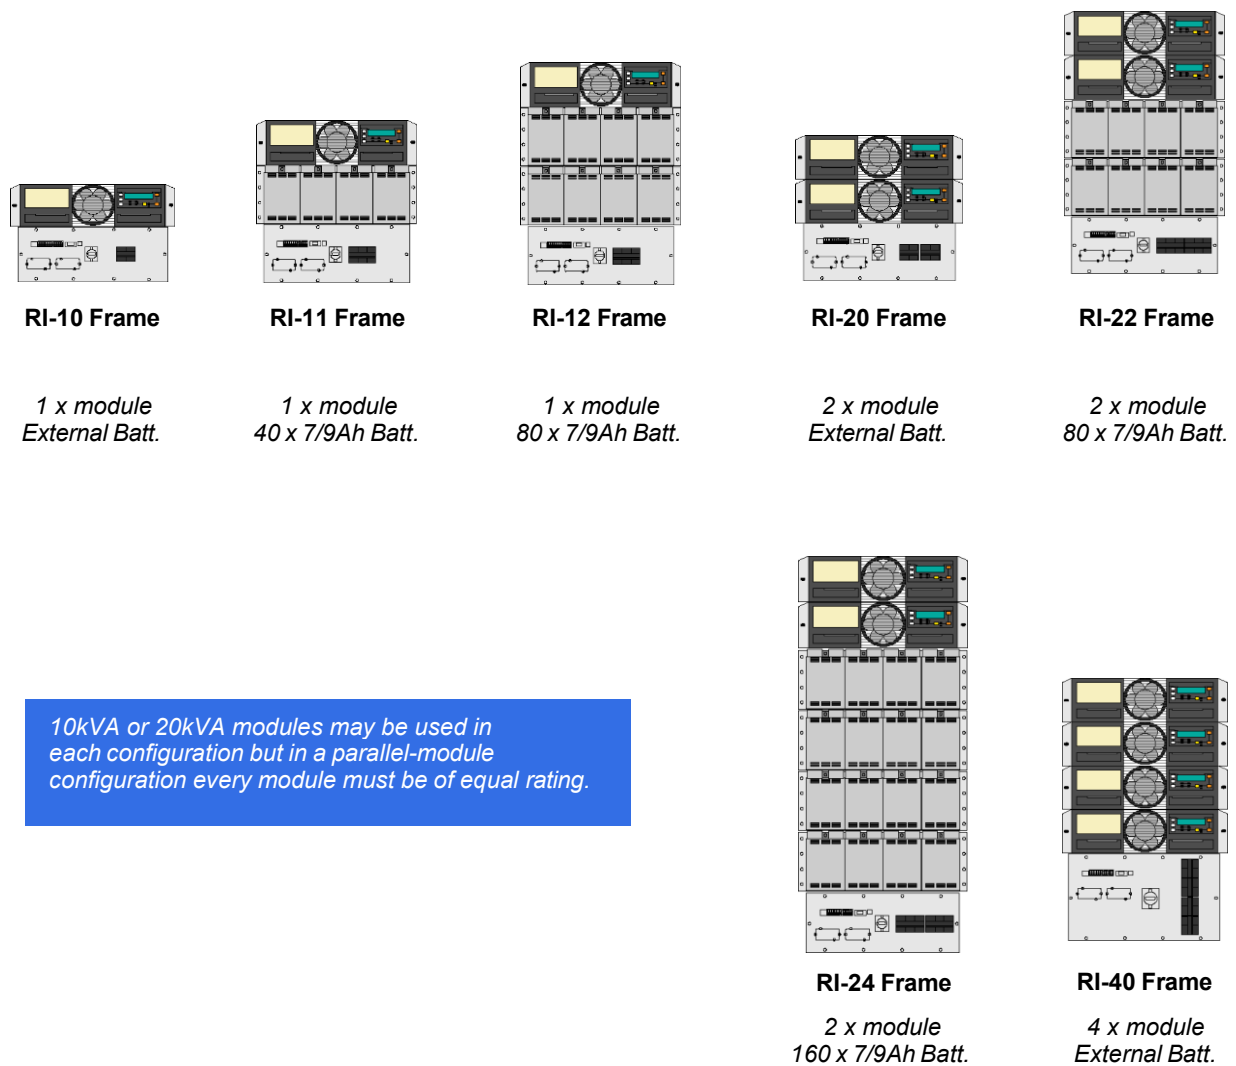 RI-10 Frame
1 x module
External Batt.
RI-11 Frame
1 x module
40 x 7/9Ah Batt.
RI-12 Frame
1 x module
80 x 7/9Ah Batt.
RI-20 Frame
2 x module
External Batt.
RI-22 Frame
2 x module
80 x 7/9Ah Batt.
10kVA or 20kVA modules may be used in
each configuration but in a parallel-module
configuration every module must be of equal rating.
RI-24 Frame
2 x module
160 x 7/9Ah Batt.
RI-40 Frame
4 x module
External Batt.